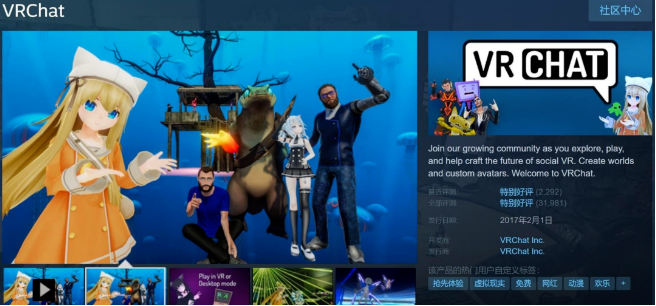 VRChat
社区中心
VR CHAT
Join our growing community as you explore, play,
and help craft the future of social VR. Create worlds
and custom avatars. Welcome to VRChat.
最近评测: 特别好评 (2,292)
全部评测: 特别好评 (31,981)
发行日期: 2017年2月1日
开发商: VRChat Inc.
发行商: VRChat Inc.
该产品的热门用户自定义标签:
抢先体验 虚拟现实 免费 网红 动漫 欢乐 +
Play in VR or
Desktop mode